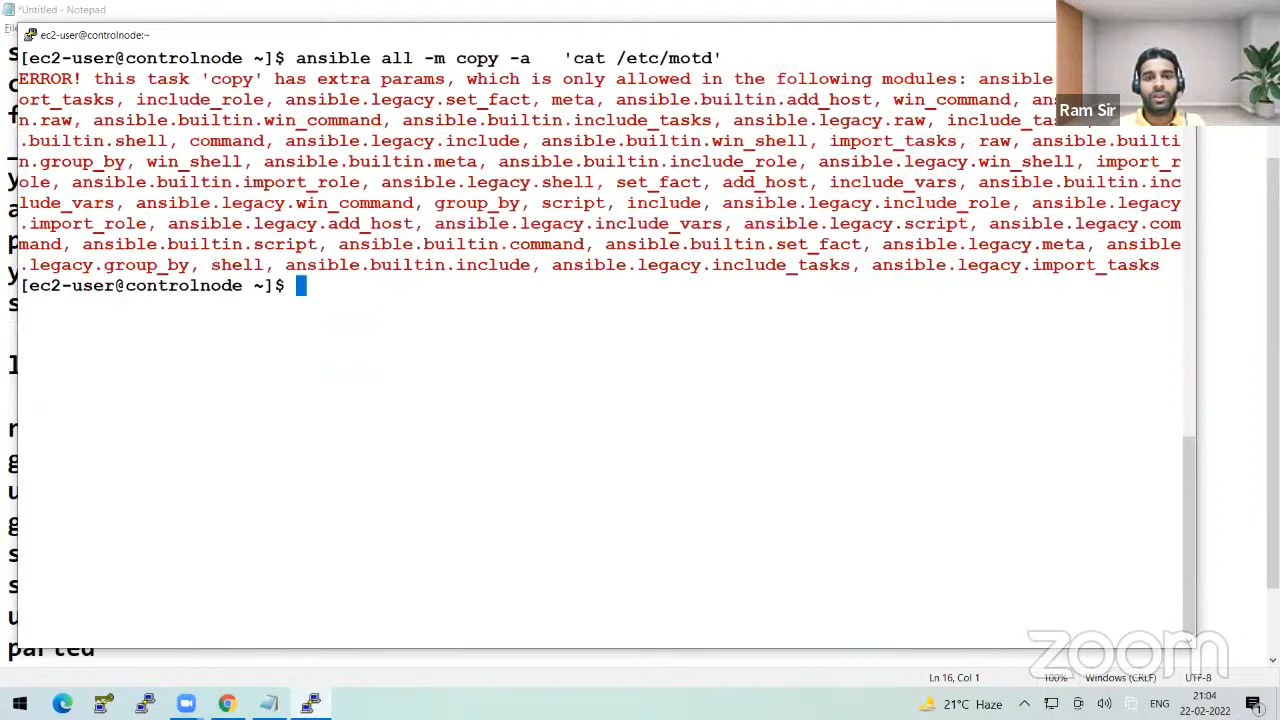 *Untitled - Notepad
ec2-user@controlnode:~
[ec2-user@controlnode ~]$ ansible all -m copy -a   'cat /etc/motd'
ERROR! this task 'copy' has extra params, which is only allowed in the following modules: ansible
ort_tasks, include_role, ansible.legacy.set_fact, meta, ansible.builtin.add_host, win_command,
n.raw, ansible.builtin.win_command, ansible.builtin.include_tasks, ansible.legacy.raw,
.builtin.shell, command, ansible.legacy.include, ansible.builtin.win_shell, import_tasks, raw, ansible.builti
n.group_by, win_shell, ansible.builtin.meta, ansible.builtin.include_role, ansible.legacy.win_shell, import_r
ole, ansible.builtin.import_role, ansible.legacy.shell, set_fact, add_host, include_vars, ansible.builtin.inc
lude_vars, ansible.legacy.win_command, group_by, script, include, ansible.legacy.include_role, ansible.legacy
.import_role, ansible.legacy.add_host, ansible.legacy.include_vars, ansible.legacy.script, ansible.legacy.com
mand, ansible.builtin.script, ansible.builtin.command, ansible.builtin.set_fact, ansible.legacy.meta, ansible
.legacy.group_by, shell, ansible.builtin.include, ansible.legacy.include_tasks, ansible.legacy.import_tasks
[ec2-user@controlnode ~]$
Ram Sir
parted
zoom
Ln 16, Col 1
100%
Windows (CRLF)
UTF-8
21°C Haze
ENG
21:04
22-02-2022
1